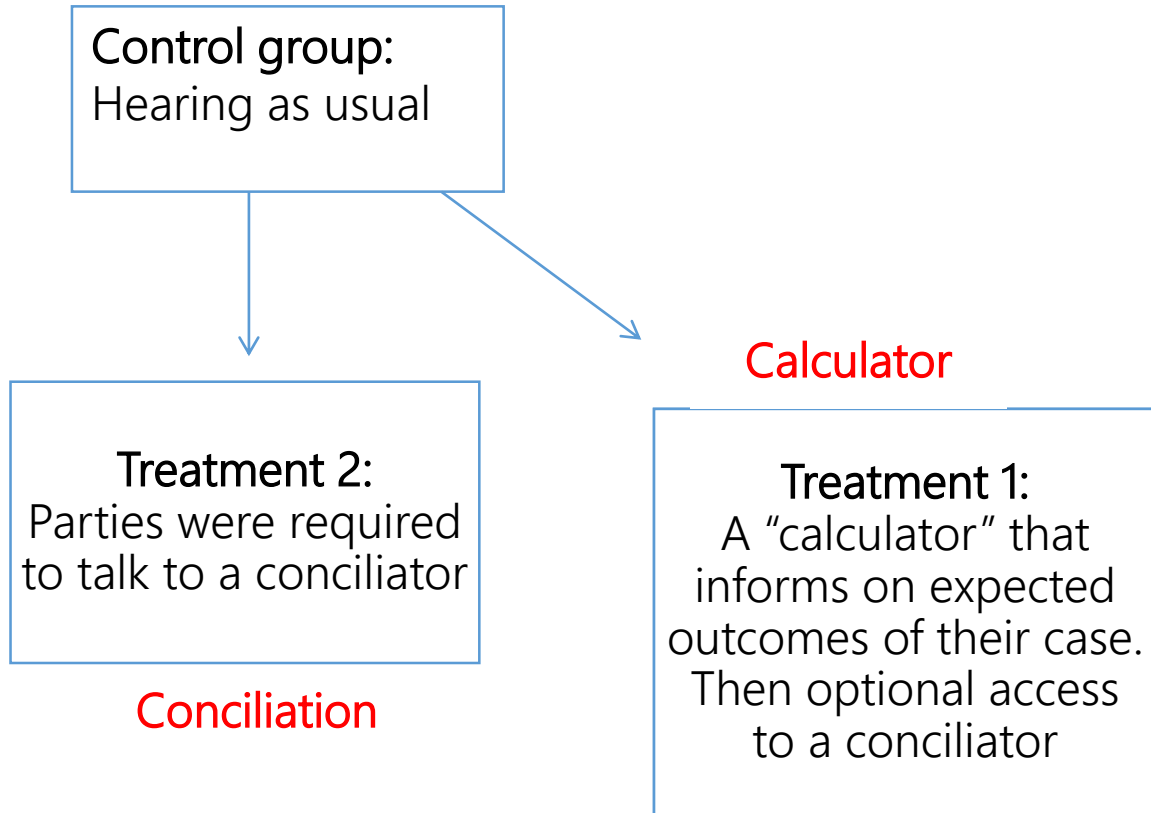 Control group:
Hearing as usual
Treatment 2:
Parties were required
to talk to a conciliator
Conciliation
Calculator
Treatment 1:
A “calculator” that
informs on expected
outcomes of their case.
Then optional access
to a conciliator